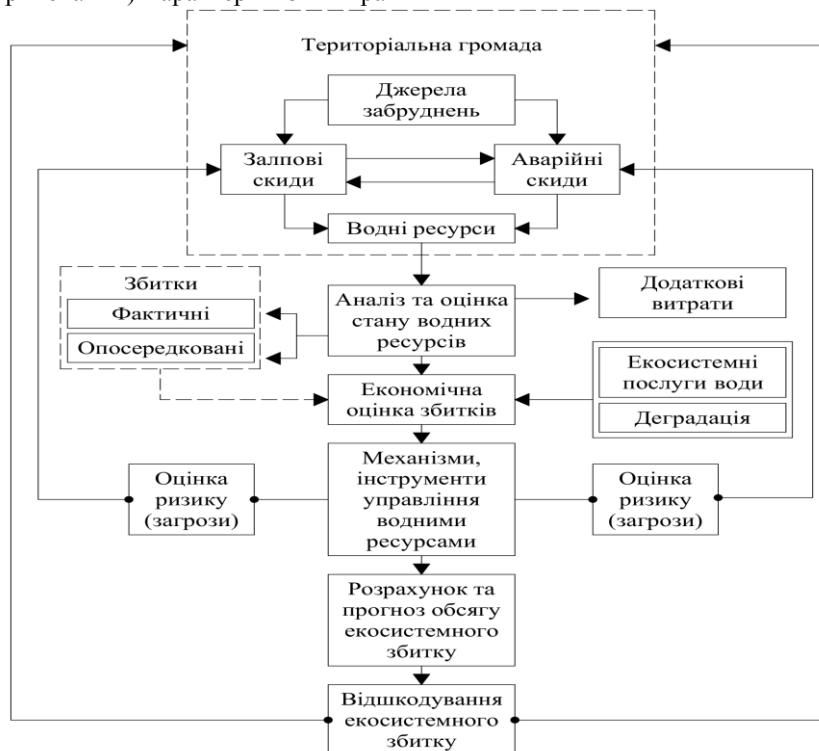 Територіальна громада
Джерела
забруднень
Залпові
скиди
Аварійні
скиди
Водні ресурси
Збитки
Фактичні
Опосередковані
Аналіз та оцінка
стану водних
ресурсів
Додаткові
витрати
Економічна
оцінка збитків
Екосистемні
послуги води
Деградація
Оцінка
ризику
(загрози)
Механізми,
інструменти
управління
водними
ресурсами
Оцінка
ризику
(загрози)
Розрахунок та
прогноз обсягу
екосистемного
збитку
Відшкодування
екосистемного
збитку